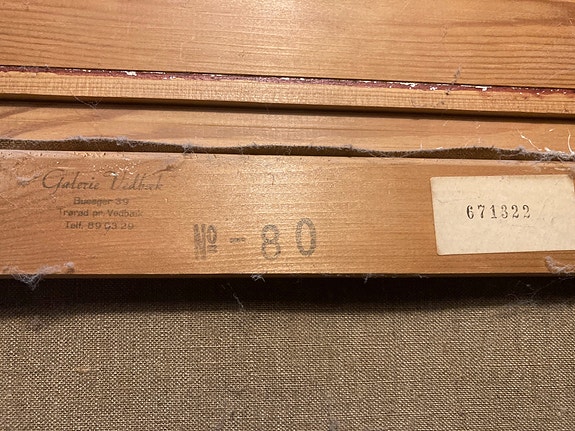 Galerie Vedbæk
Bueager 39
Trørød pr. Vedbæk
Telf. 89 03 29
No - 80
671322